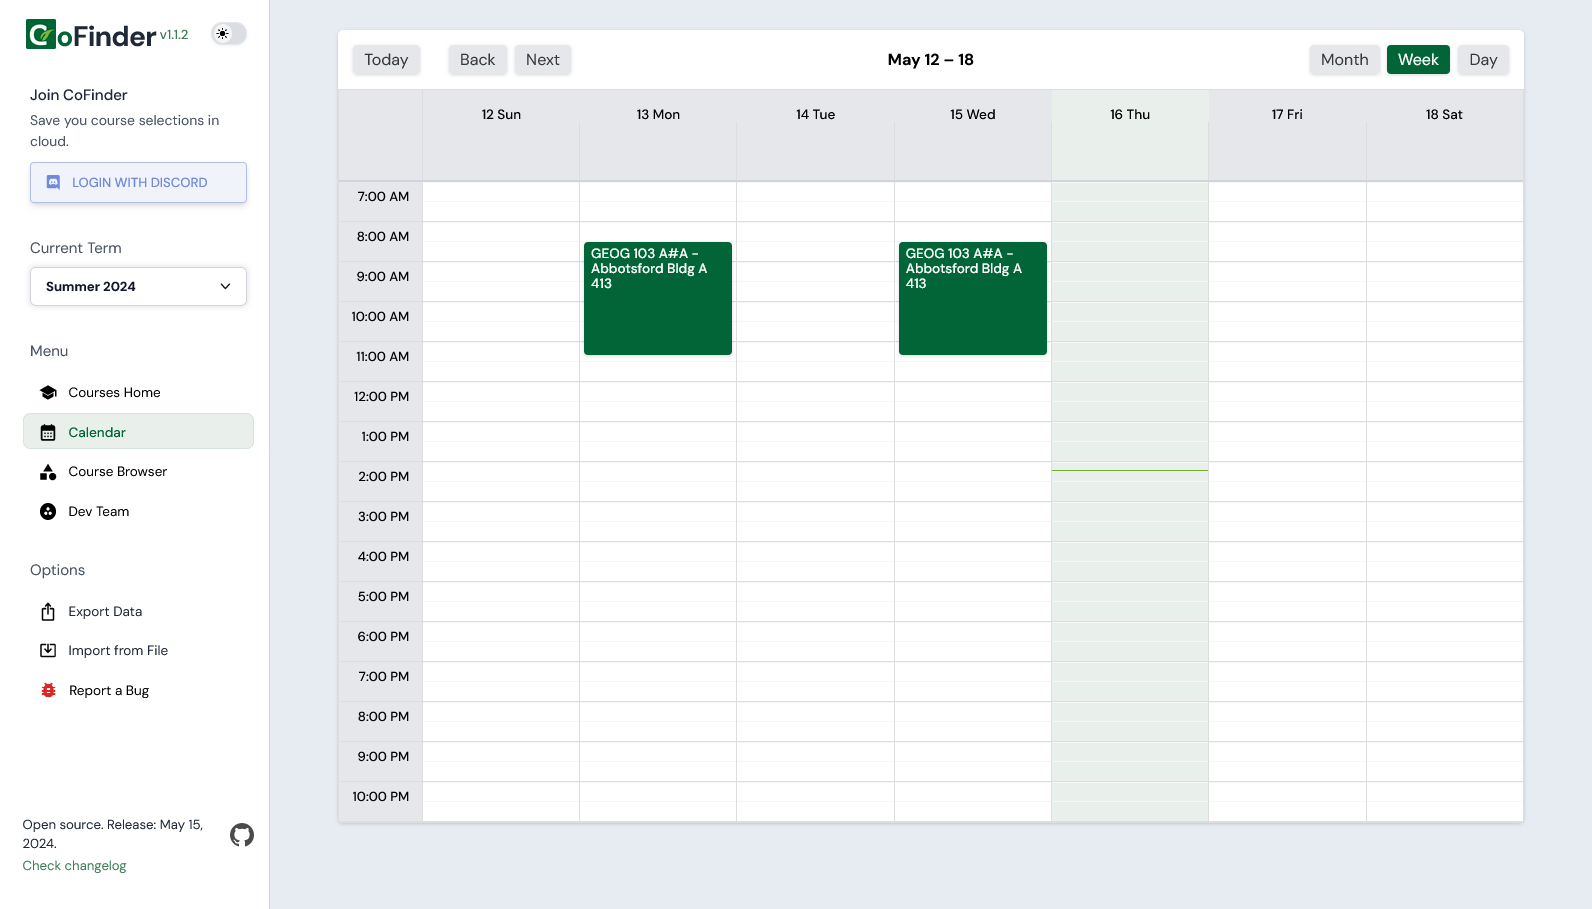 CoFinder v1.1.2
Join CoFinder
Save you course selections in
cloud.
LOGIN WITH DISCORD
Current Term
Summer 2024
Menu
Courses Home
Calendar
Course Browser
Dev Team
Options
Export Data
Import from File
Report a Bug
Open source. Release: May 15,
2024.
Check changelog
Today Back Next May 12 – 18 Month Week Day
12 Sun 13 Mon 14 Tue 15 Wed 16 Thu 17 Fri 18 Sat
7:00 AM
8:00 AM
GEOG 103 A#A -
Abbotsford Bldg A
413
GEOG 103 A#A -
Abbotsford Bldg A
413
9:00 AM
10:00 AM
11:00 AM
12:00 PM
1:00 PM
2:00 PM
3:00 PM
4:00 PM
5:00 PM
6:00 PM
7:00 PM
8:00 PM
9:00 PM
10:00 PM